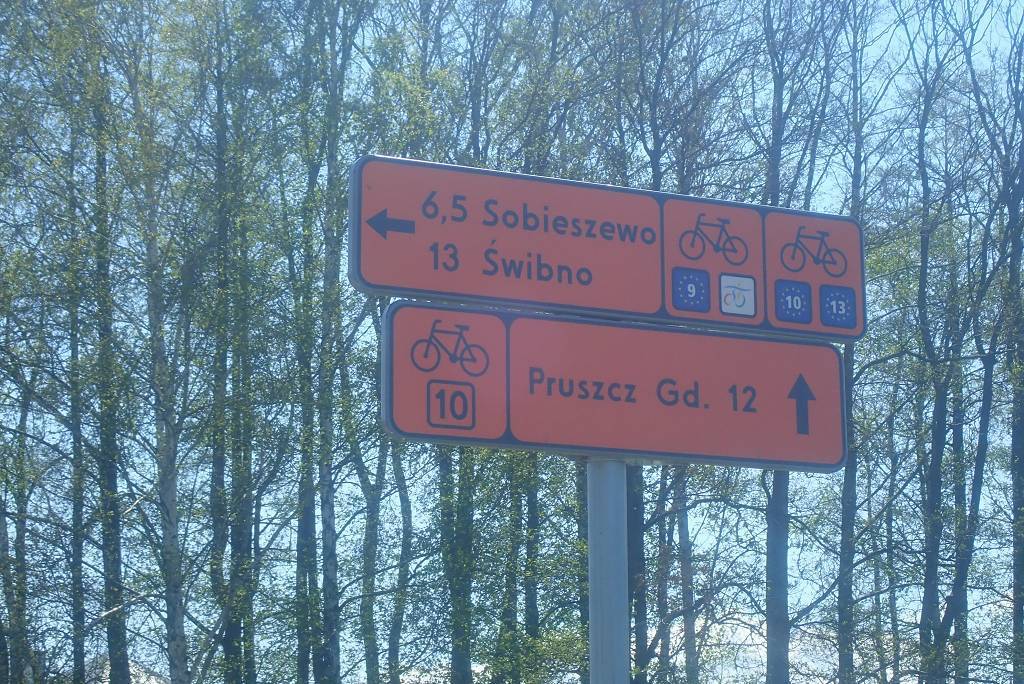 6,5 Sobieszewo
13 Świbno
9
10 13
Pruszcz Gd. 12
10